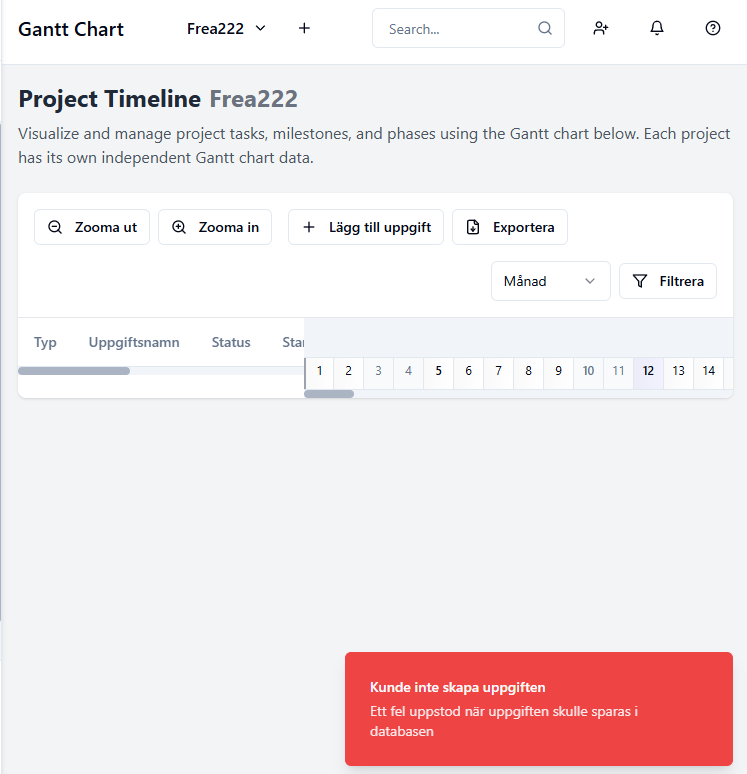 Gantt Chart Frea222 Search...
Project Timeline Frea222
Visualize and manage project tasks, milestones, and phases using the Gantt chart below. Each project
has its own independent Gantt chart data.
Zooma ut Zooma in Lägg till uppgift Exportera
Månad Filtrera
Typ Uppgiftsnamn Status
1 2 3 4 5 6 7 8 9 10 11 12 13 14
Kunde inte skapa uppgiften
Ett fel uppstod när uppgiften skulle sparas i
databasen